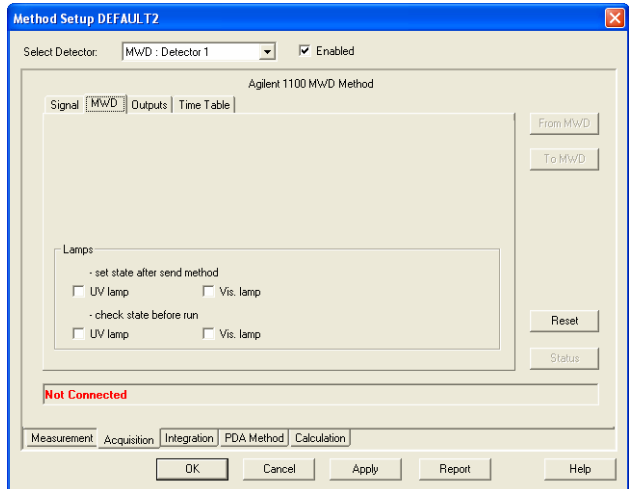 Method Setup DEFAULT2
Select Detector: MWD : Detector 1 Enabled
Agilent 1100 MWD Method
Signal MWD Outputs Time Table
From MWD
To MWD
Lamps
- set state after send method
UV lamp Vis. lamp
- check state before run
UV lamp Vis. lamp
Reset
Status
Not Connected
Measurement Acquisition Integration PDA Method Calculation
OK Cancel Apply Report Help